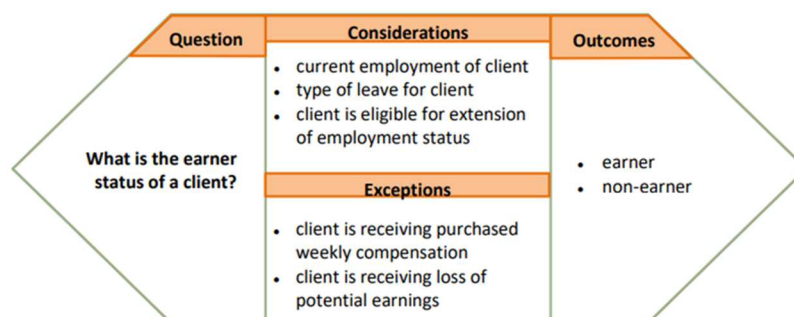 Question
What is the earner
status of a client?
Considerations
• current employment of client
• type of leave for client
• client is eligible for extension
of employment status
Exceptions
• client is receiving purchased
weekly compensation
• client is receiving loss of
potential earnings
Outcomes
• earner
• non-earner